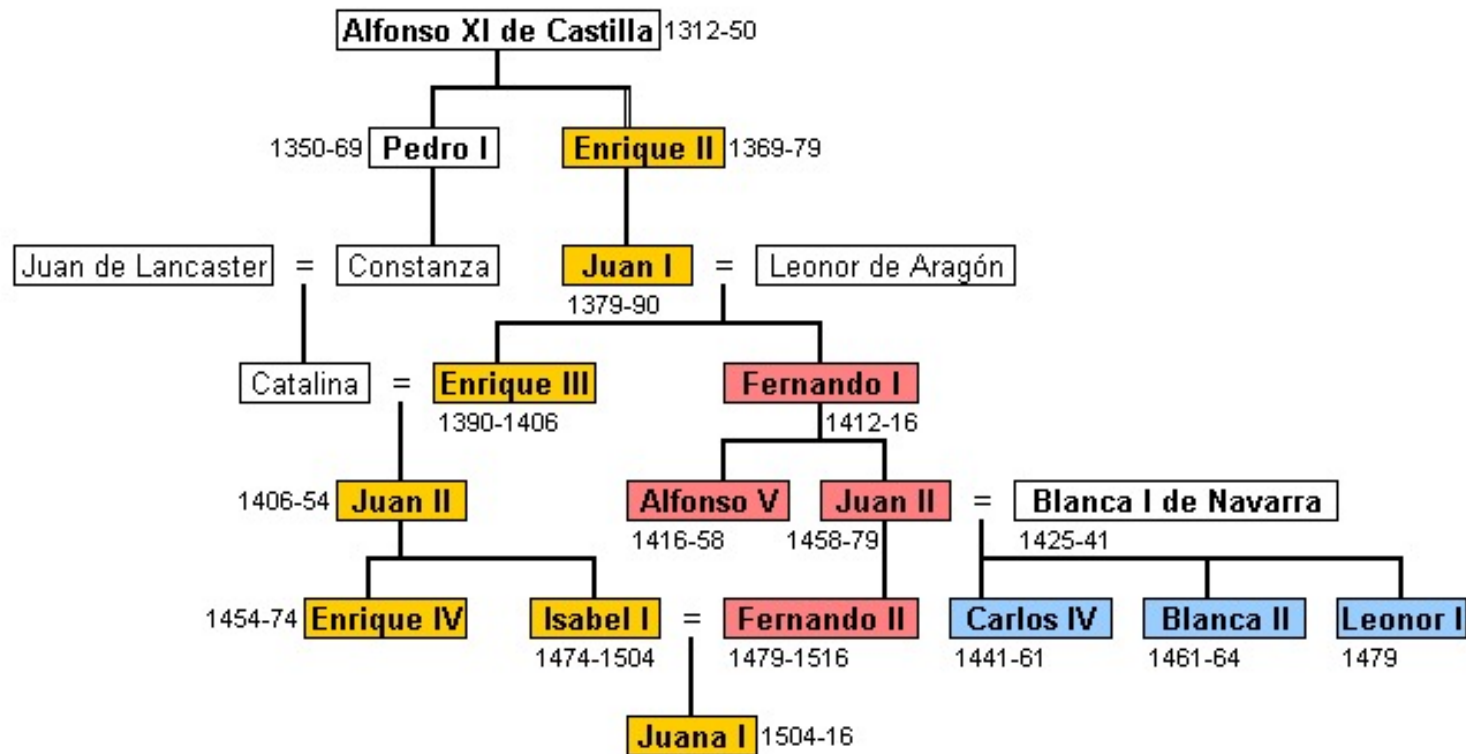 Alfonso XI de Castilla 1312-50
1350-69 Pedro I Enrique II 1369-79
Juan de Lancaster = Constanza Juan I = Leonor de Aragón
1379-90
Catalina = Enrique III Fernando I
1390-1406 1412-16
1406-54 Juan II Alfonso V Juan II = Blanca I de Navarra
1416-58 1458-79 1425-41
1454-74 Enrique IV Isabel I = Fernando II Carlos IV Blanca II Leonor I
1474-1504 1479-1516 1441-61 1461-64 1479
Juana I 1504-16